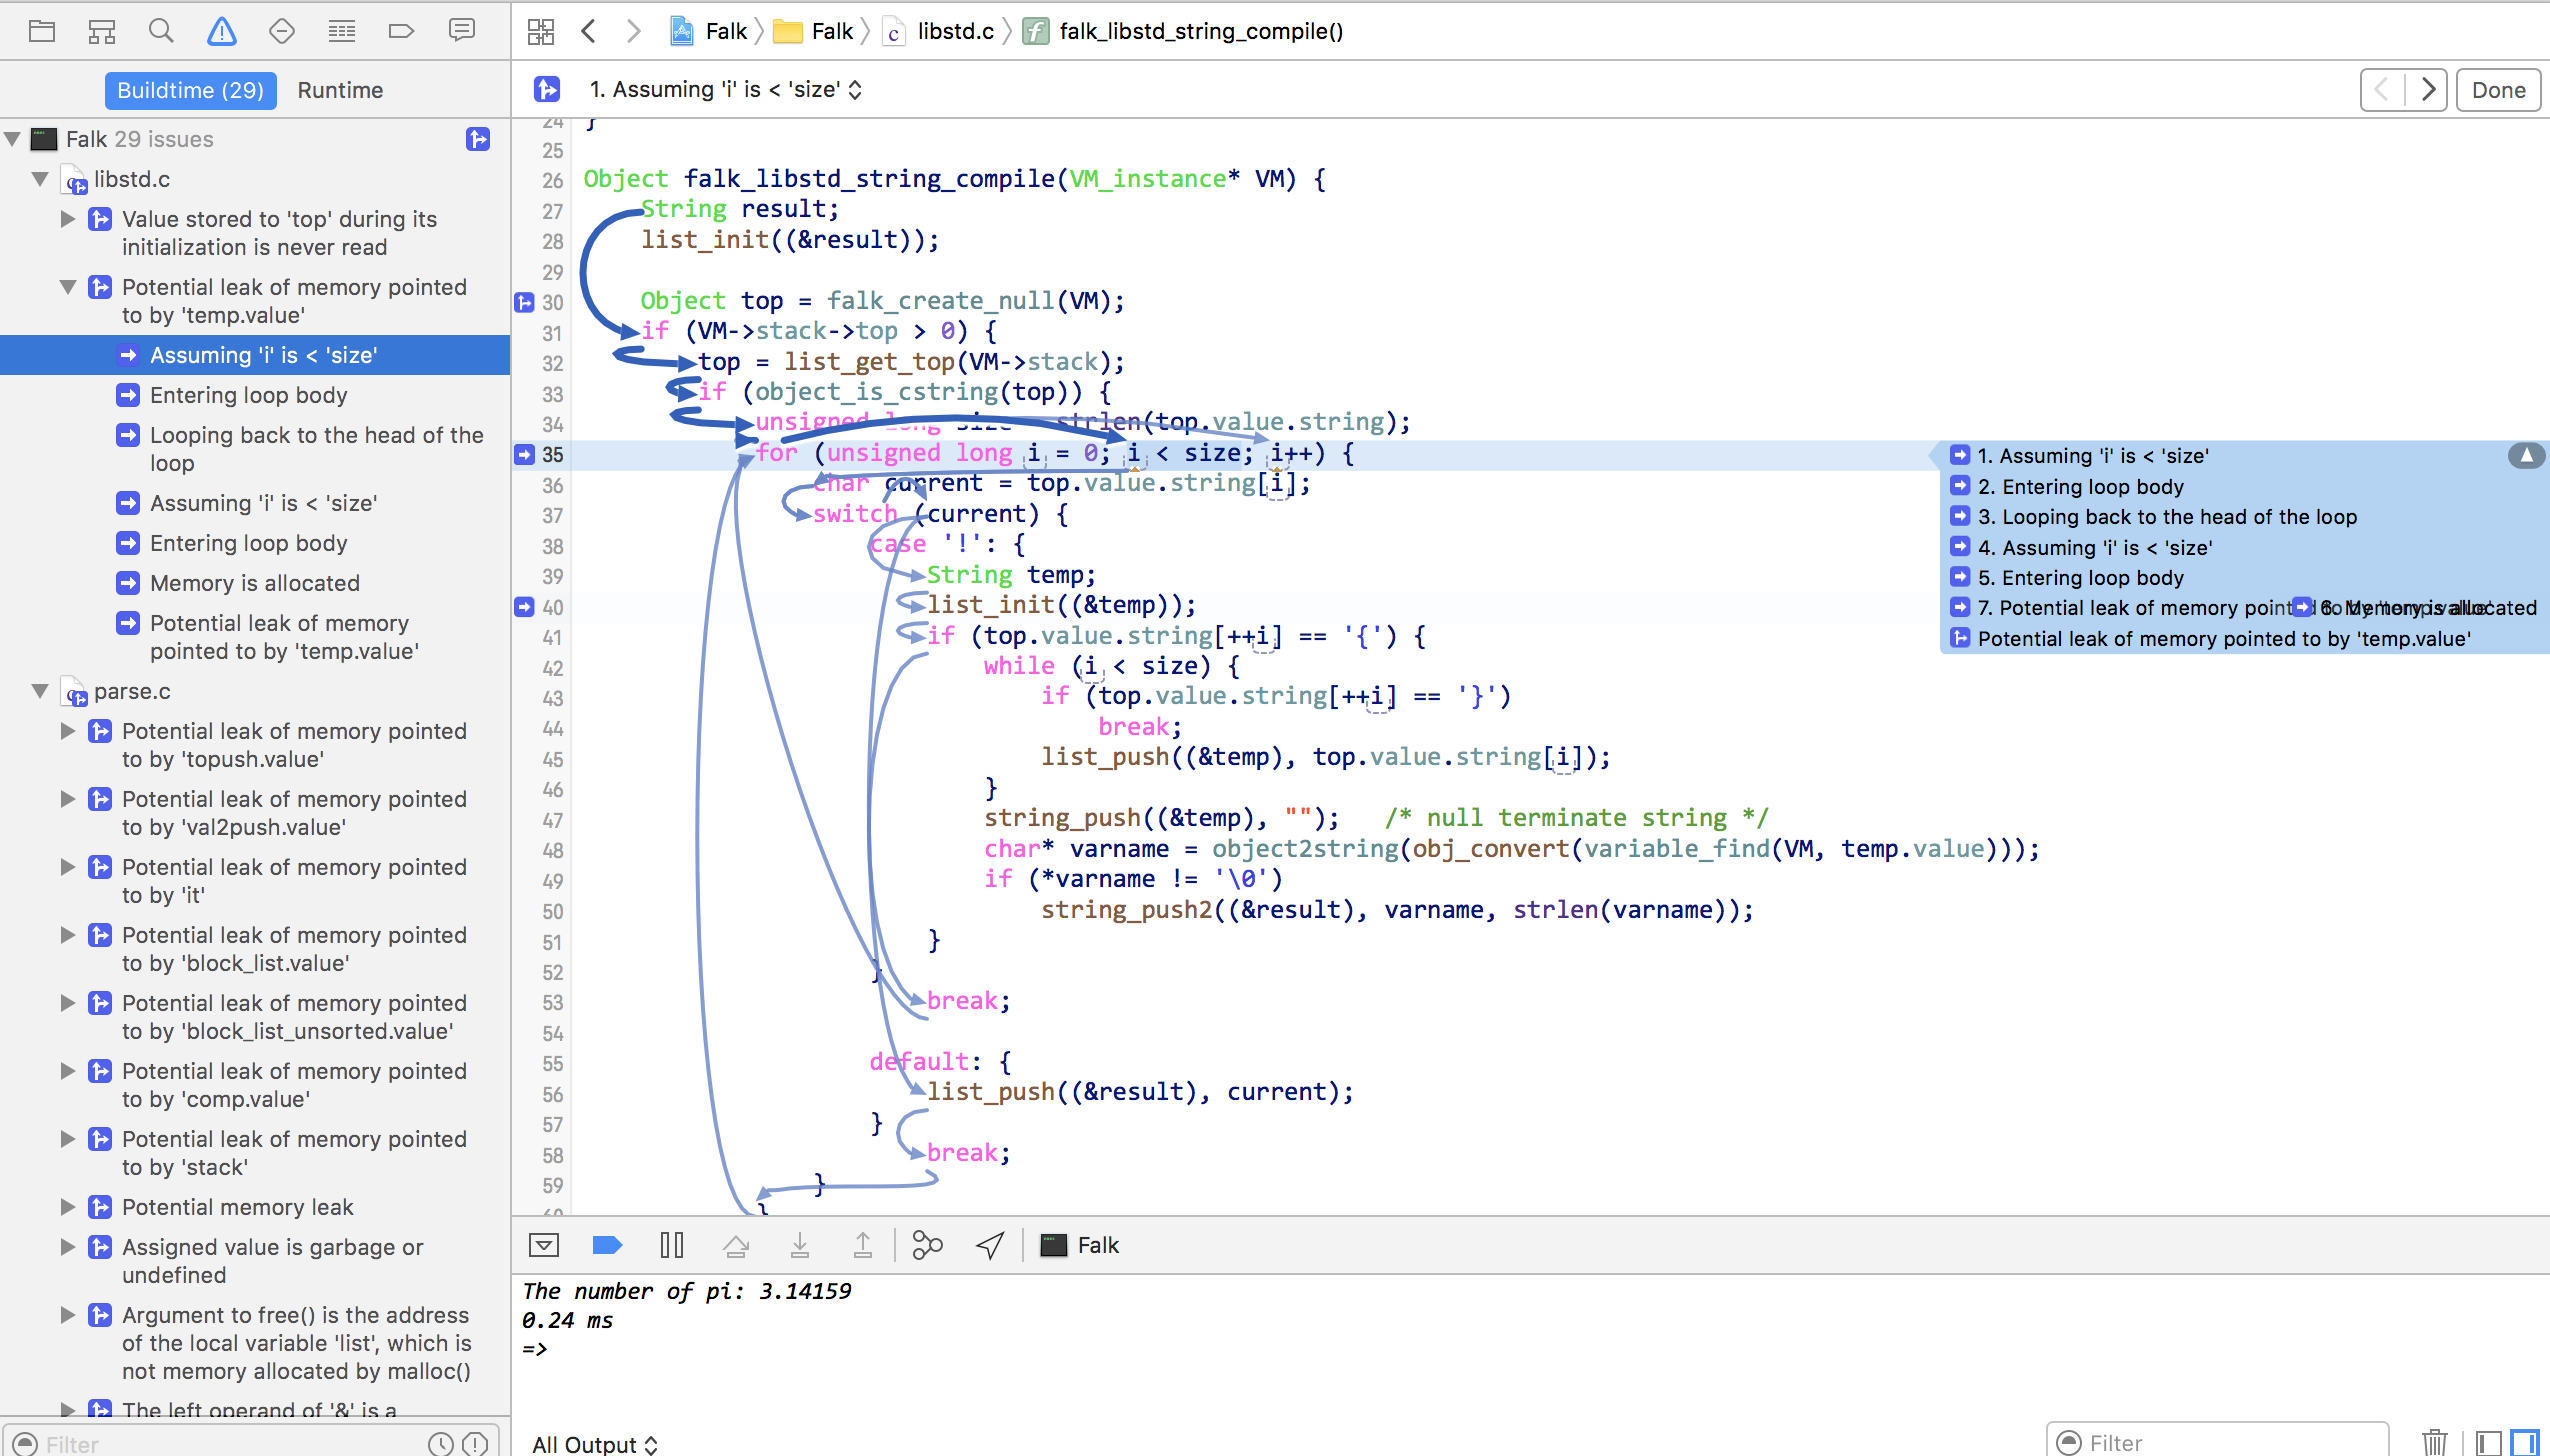 Falk
Falk
libstd.c
falk_libstd_string_compile()
Buildtime (29)
Runtime
1. Assuming 'i' is < 'size'
Done
Falk 29 issues
libstd.c
Value stored to 'top' during its
initialization is never read
Potential leak of memory pointed
to by 'temp.value'
Assuming 'i' is < 'size'
Entering loop body
Looping back to the head of the
loop
Assuming 'i' is < 'size'
Entering loop body
Memory is allocated
Potential leak of memory
pointed to by 'temp.value'
parse.c
Potential leak of memory pointed
to by 'topush.value'
Potential leak of memory pointed
to by 'val2push.value'
Potential leak of memory pointed
to by 'it'
Potential leak of memory pointed
to by 'block_list.value'
Potential leak of memory pointed
to by 'block_list_unsorted.value'
Potential leak of memory pointed
to by 'comp.value'
Potential leak of memory pointed
to by 'stack'
Potential memory leak
Assigned value is garbage or
undefined
Argument to free() is the address
of the local variable 'list', which is
not memory allocated by malloc()
The left operand of '&' is a
Filter
24 }
25
26 Object falk_libstd_string_compile(VM_instance* VM) {
27 String result;
28 list_init((&result));
29
30 Object top = falk_create_null(VM);
31 if (VM->stack->top > 0) {
32 top = list_get_top(VM->stack);
33 if (object_is_cstring(top)) {
34 unsigned long size = strlen(top.value.string);
35 for (unsigned long i = 0; i < size; i++) {
36 char current = top.value.string[i];
37 switch (current) {
38 case '!': {
39 String temp;
40 list_init((&temp));
41 if (top.value.string[++i] == '{') {
42 while (i < size) {
43 if (top.value.string[++i] == '}')
44 break;
45 list_push((&temp), top.value.string[i]);
46 }
47 string_push((&temp), "");   /* null terminate string */
48 char* varname = object2string(obj_convert(variable_find(VM, temp.value)));
49 if (*varname != '\0')
50 string_push2((&result), varname, strlen(varname));
51 }
52 }
53 break;
54
55 default: {
56 list_push((&result), current);
57 }
58 break;
59 }
60 }
1. Assuming 'i' is < 'size'
2. Entering loop body
3. Looping back to the head of the loop
4. Assuming 'i' is < 'size'
5. Entering loop body
7. Potential leak of memory pointed to by 'temp.value'
6. Memory is allocated
Potential leak of memory pointed to by 'temp.value'
Falk
The number of pi: 3.14159
0.24 ms
=>
All Output
Filter